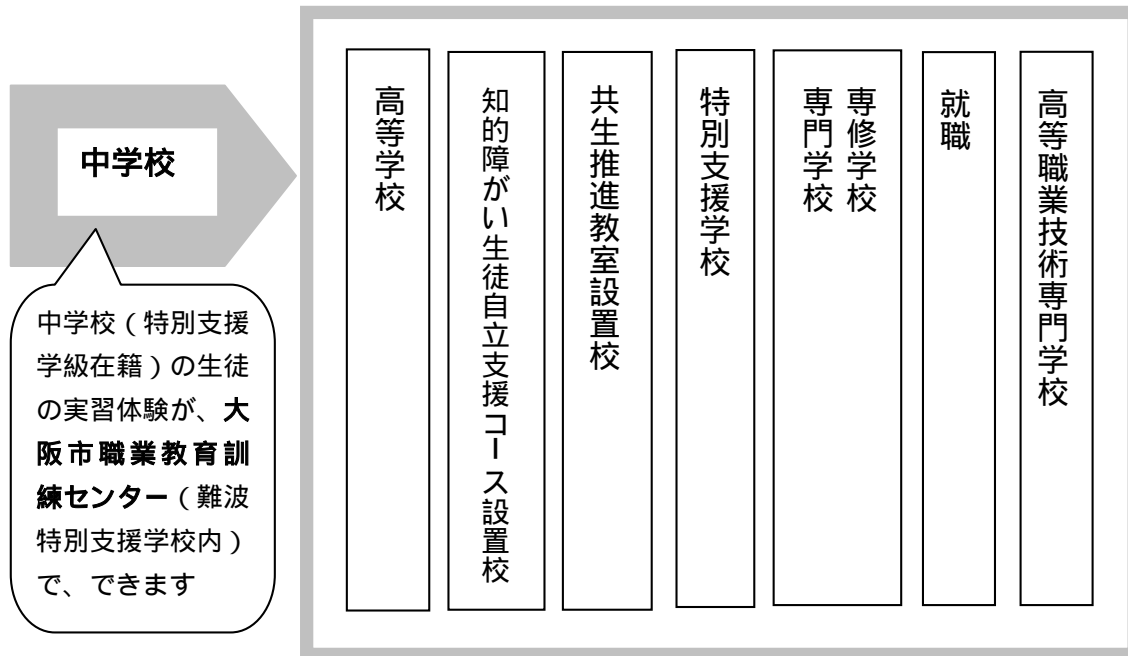 中学校
中学校（特別支援
学級在籍）の生徒
の実習体験が、大
阪市職業教育訓
練センター（難波
特別支援学校内）
で、できます
高等学校
知的障がい生徒自立支援コース設置校
共生推進教室設置校
特別支援学校
専修学校
専門学校
就職
高等職業技術専門学校